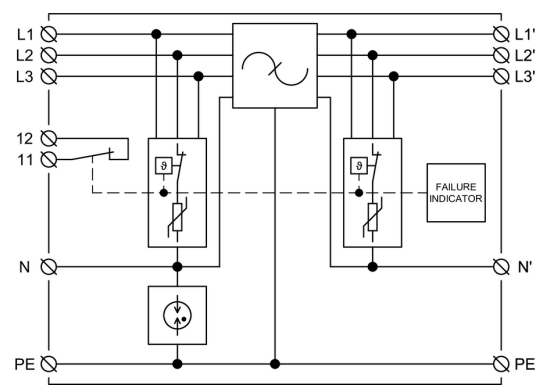 L1 L1'
L2 L2'
L3 L3'
12
11
ϑ ϑ
FAILURE
INDICATOR
N N'
PE PE